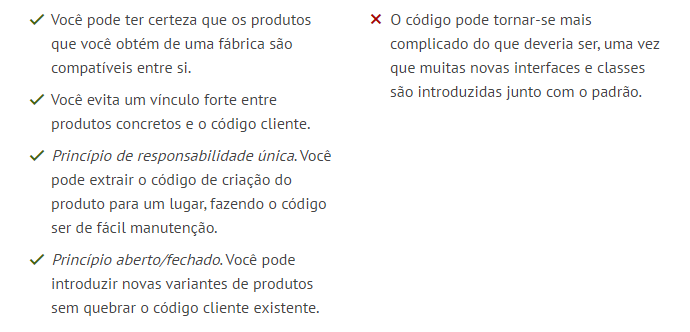 Você pode ter certeza que os produtos
que você obtém de uma fábrica são
compatíveis entre si.
Você evita um vínculo forte entre
produtos concretos e o código cliente.
Princípio de responsabilidade única. Você
pode extrair o código de criação do
produto para um lugar, fazendo o código
ser de fácil manutenção.
Princípio aberto/fechado. Você pode
introduzir novas variantes de produtos
sem quebrar o código cliente existente.
O código pode tornar-se mais
complicado do que deveria ser, uma vez
que muitas novas interfaces e classes
são introduzidas junto com o padrão.